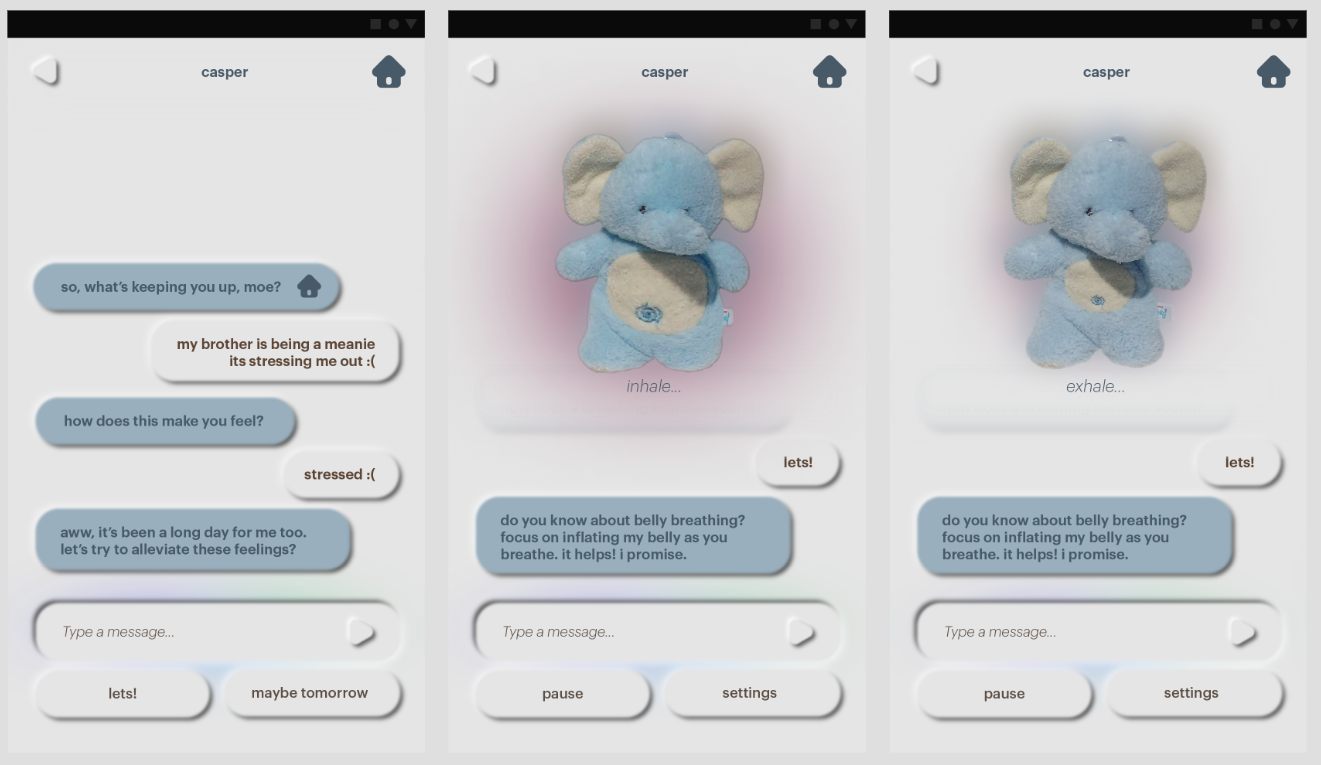 casper
so, what's keeping you up, moe?
my brother is being a meanie
its stressing me out :(
how does this make you feel?
stressed :(
aww, it's been a long day for me too.
let's try to alleviate these feelings?
Type a message...
lets!
maybe tomorrow
casper
inhale...
lets!
do you know about belly breathing?
focus on inflating my belly as you
breathe. it helps! i promise.
Type a message...
pause
settings
casper
exhale...
lets!
do you know about belly breathing?
focus on inflating my belly as you
breathe. it helps! i promise.
Type a message...
pause
settings